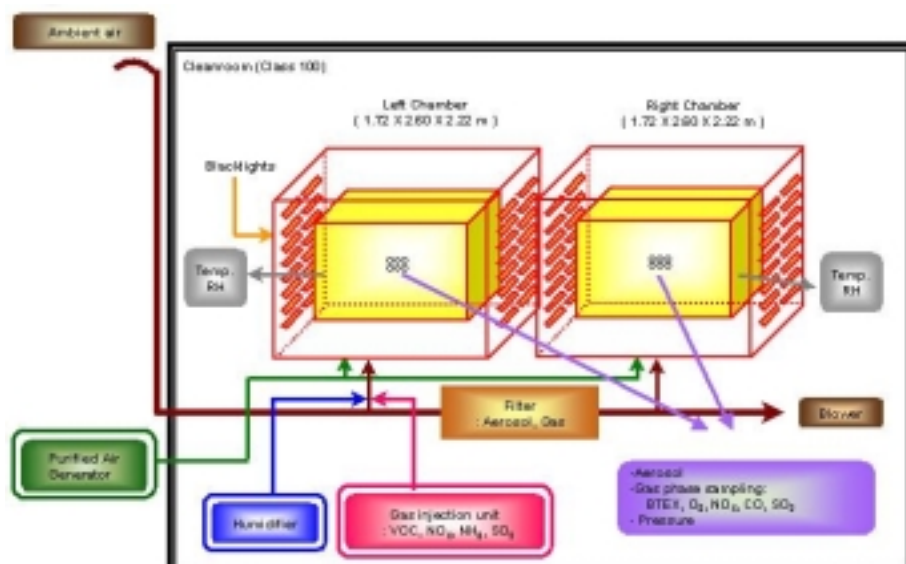 Ambient air
Cleanroom (Class 100)
Left Chamber
( 1.72 X 2.60 X 2.22 m )
Right Chamber
( 1.72 X 2.60 X 2.22 m )
Blacklights
Temp.
RH
Temp.
RH
Filter
: Aerosol, Gas
Blower
Purified Air
Generator
Humidifier
Gas injection unit
: VOC, NOx, NH3, SO2
-Aerosol
-Gas phase sampling:
BTEX, O3, NOx, CO, SO2
- Pressure